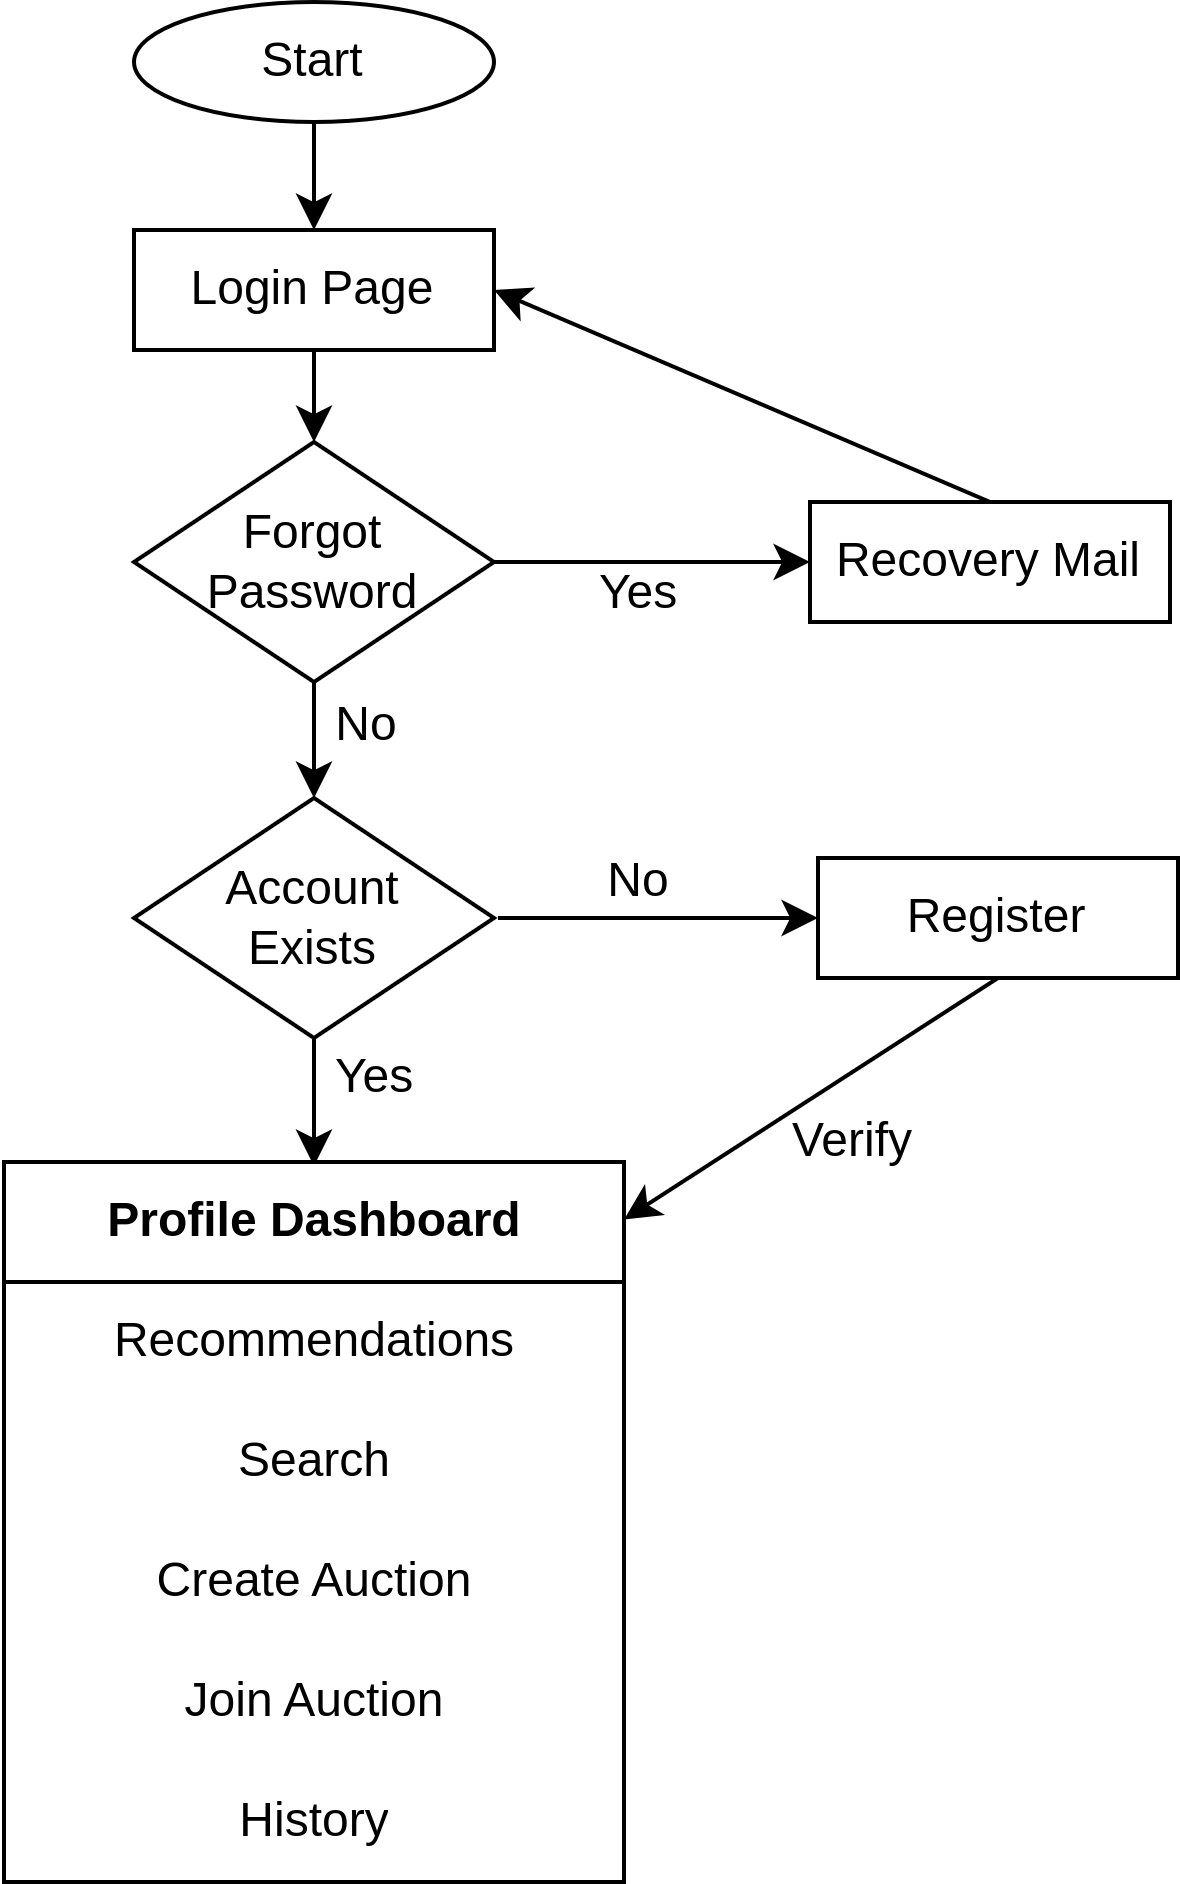 Start
Login Page
Forgot
Password
Yes
Recovery Mail
No
Account
Exists
No
Register
Yes
Verify
Profile Dashboard
Recommendations
Search
Create Auction
Join Auction
History